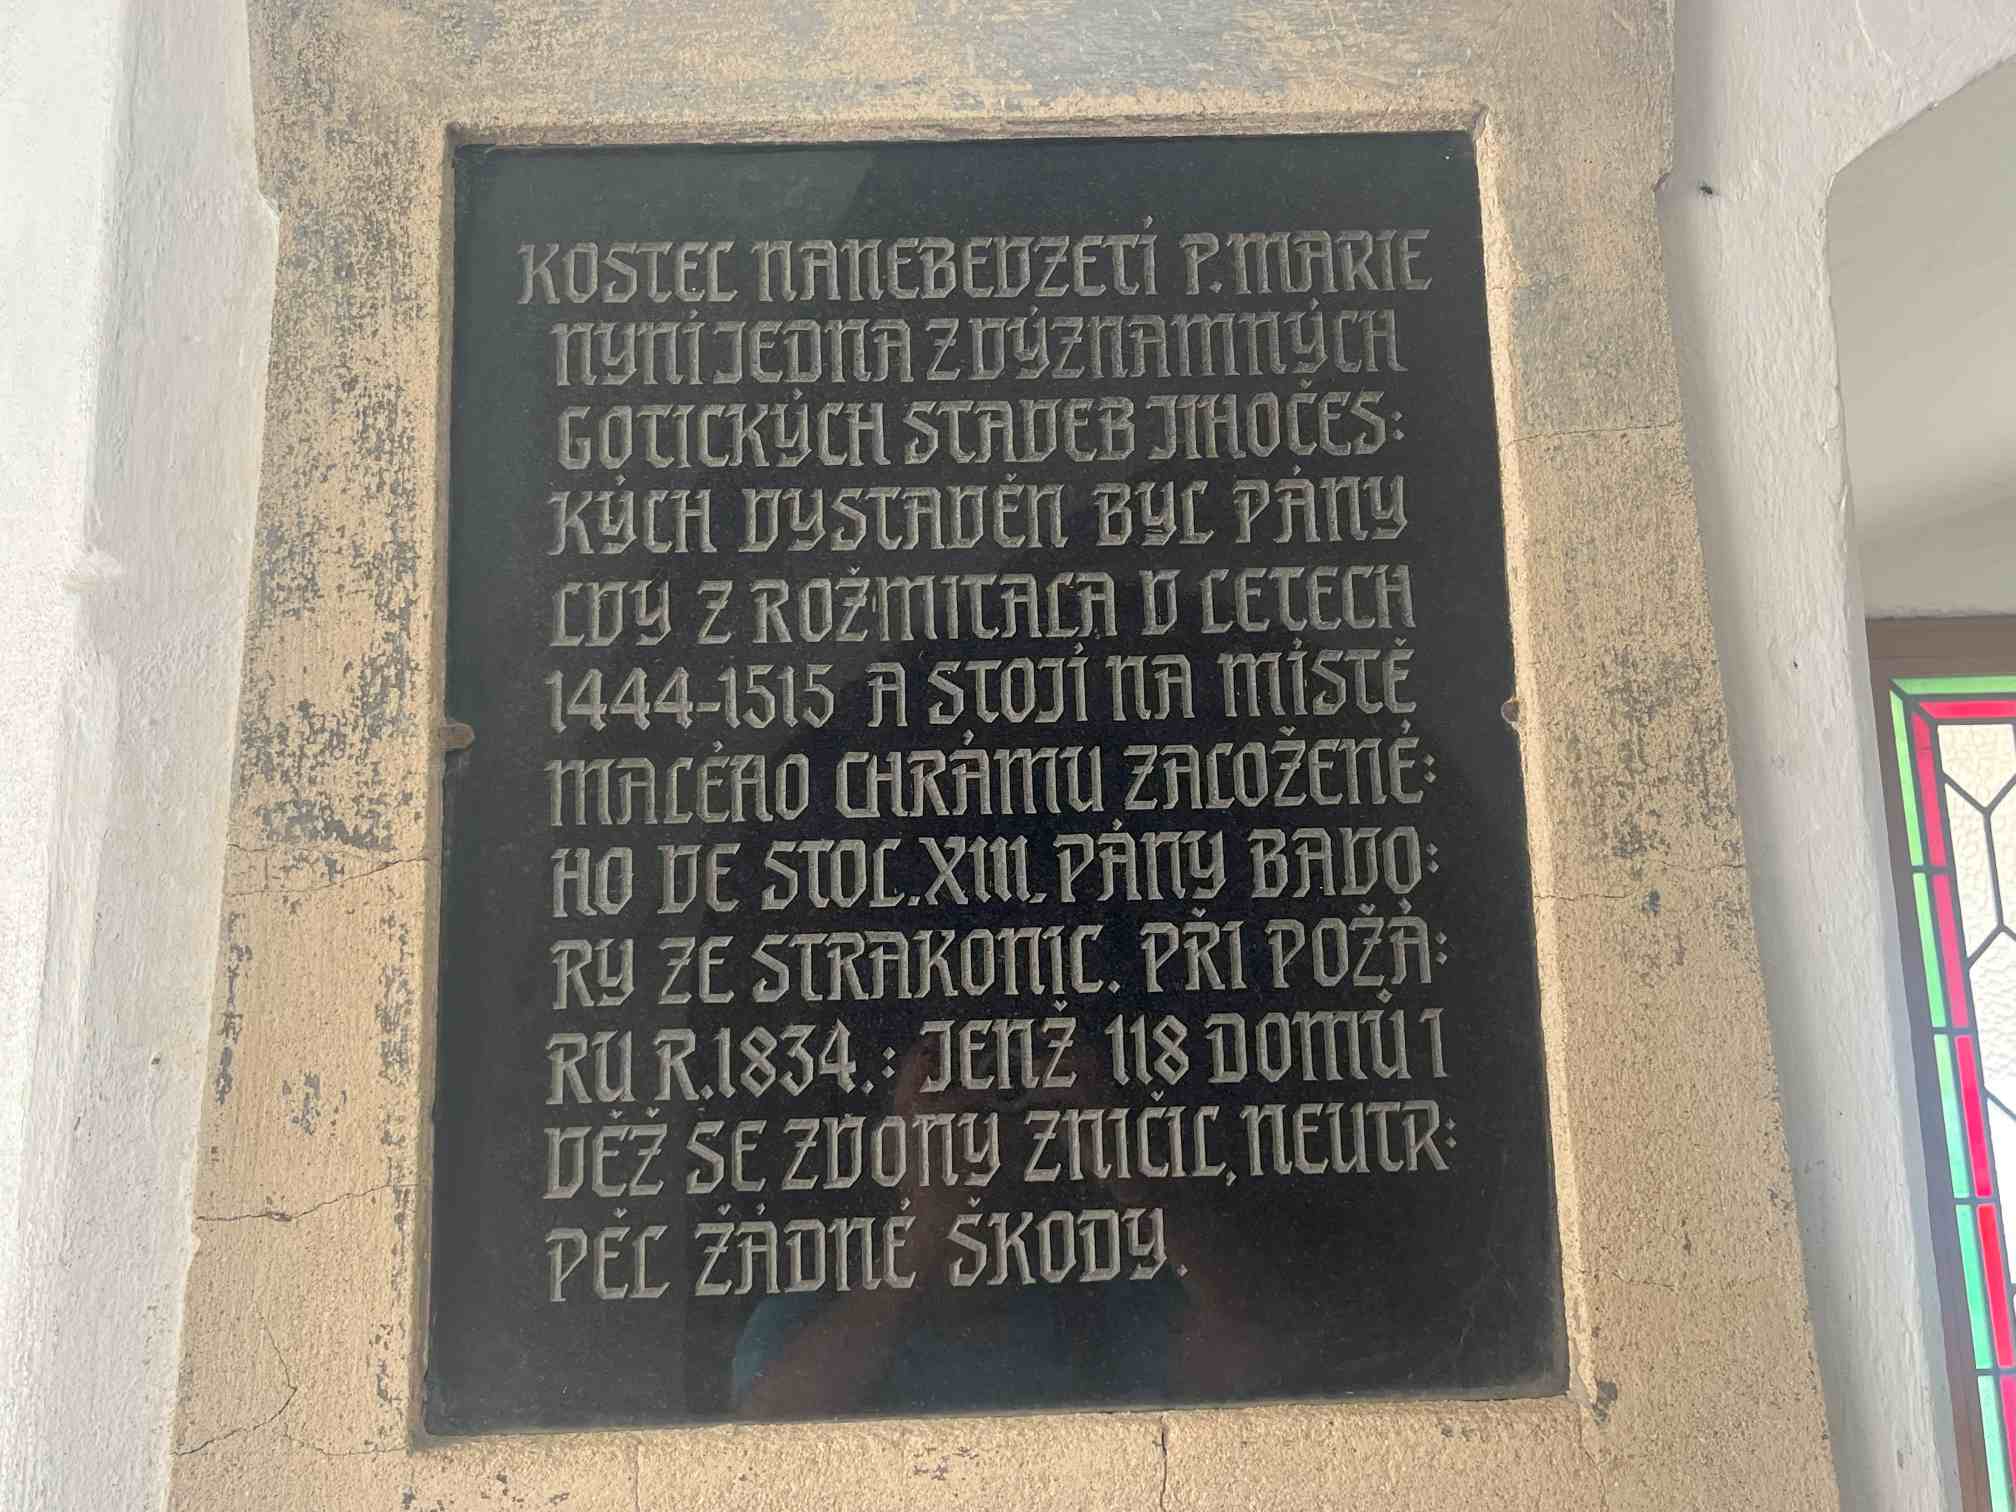 KOSTEL NANEBEVZETÍ P. MARIE
NYNÍ JEDNA Z VÝZNAMNÝCH
GOTICKÝCH STAVEB JIHOČES:
KÝCH VYSTAVĚN BYL PÁNY
LVY Z ROŽMITALA V LETECH
1444-1515 A STOJÍ NA MÍSTĚ
MALÉHO CHRÁMU ZALOŽENÉ:
HO VE STOL. XIII. PÁNY BAVO:
RY ZE STRAKONIC. PŘI POŽÁ:
RU R. 1834.: JENŽ 118 DOMŮ I
VĚŽ SE ZVONY ZNIČIL, NEUTR:
PĚL ŽÁDNÉ ŠKODY.